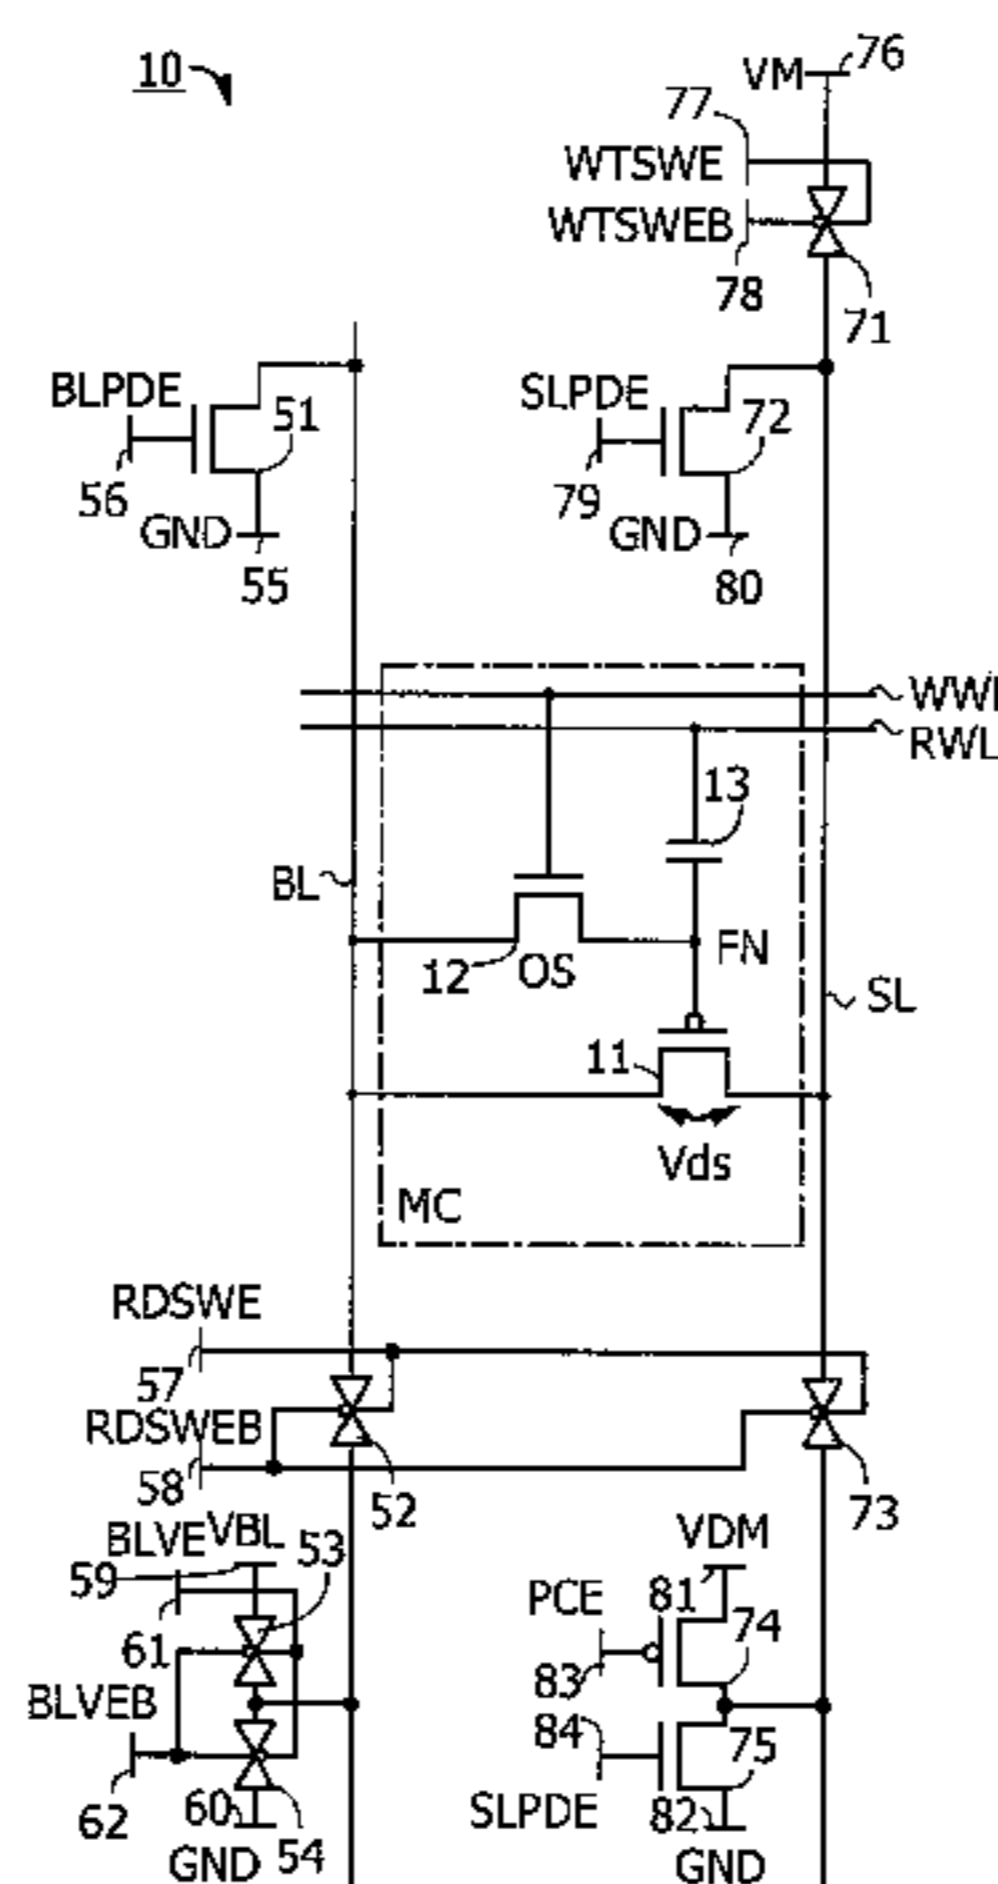 10
VM 76
77
WTSWE
WTSWEB
78
71
BLPDE
51
56
GND
55
SLPDE
72
79
GND
80
RWL
13
BL
12
OS
FN
SL
11
Vds
MC
RDSWE
57
RDSWEB
58
52
73
BLVE
VBL
53
59
61
BLVEB
62
60
GND
54
VDM
PCE
81
74
83
84
75
SLPDE
82
GND